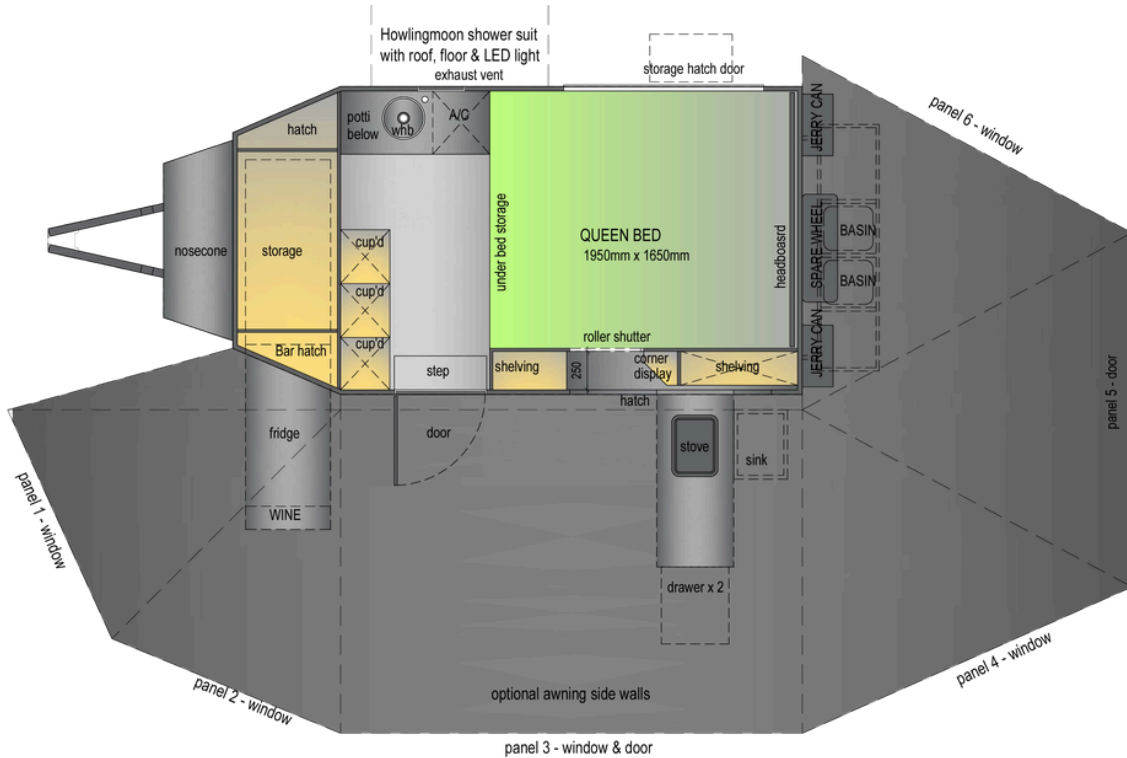 Howlingmoon shower suit
with roof, floor & LED light
exhaust vent
storage hatch door
panel 6 - window
hatch
potti
below
whb
A/C
JERRY CAN
nosecone
storage
cup'd
cup'd
cup'd
under bed storage
QUEEN BED
1950mm x 1650mm
headboasrd
SPARE WHEEL
BASIN
BASIN
roller shutter
Bar hatch
step
shelving
250
corner
display
shelving
JERRY CAN
hatch
panel 5 - door
fridge
door
stove
sink
WINE
panel 1 - window
drawer x 2
panel 2 - window
optional awning side walls
panel 4 - window
panel 3 - window & door